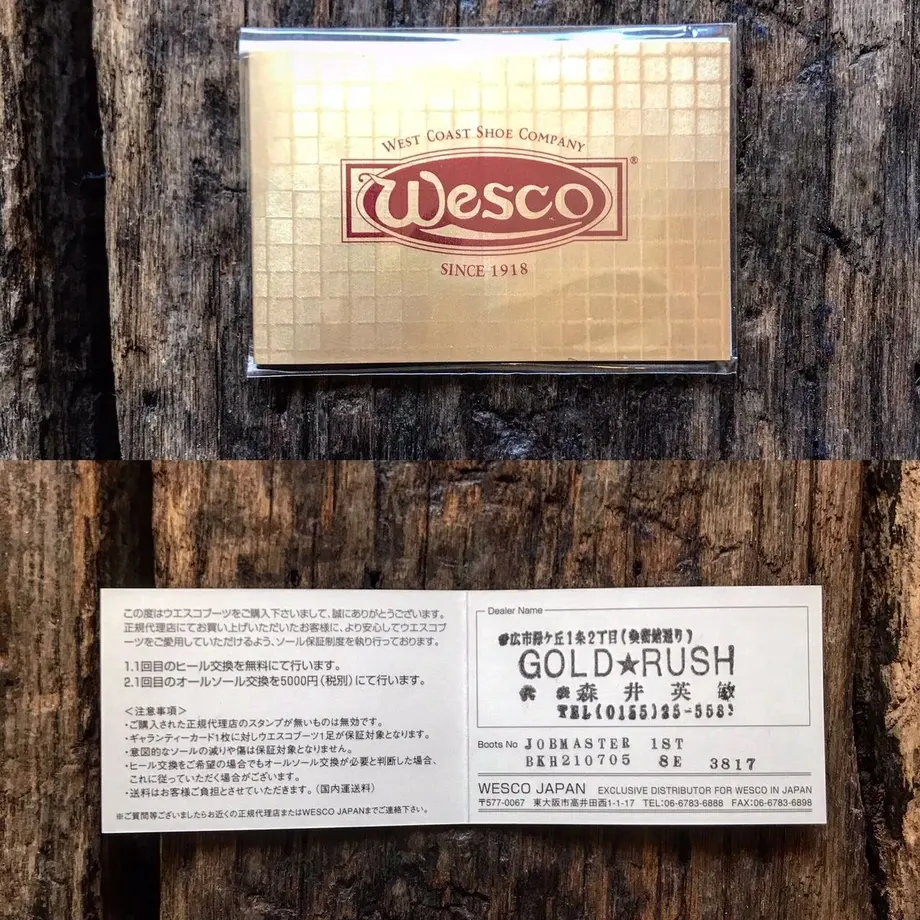 WEST COAST SHOE COMPANY
Wesco®
SINCE 1918
この度はウエスコブーツをご購入下さいまして、誠にありがとうございます。
正規代理店にてお買い上げいただいたお客様に、より安心してウエスコブ
ーツをご愛用していただけるよう、ソール保証制度を執り行っております。
1.1回目のヒール交換を無料にて行います。
2.1回目のオールソール交換を5000円(税別)にて行います。
<注意事項>
・ご購入された正規代理店のスタンプが無いものは無効です。
・ギャランティーカード1枚に対しウエスコブーツ1足が保証対象となります。
・意図的なソールの減りや傷は保証対象となりません。
・ヒール交換をご希望の場合でもオールソール交換が必要と判断した場合、
これに従っていただく場合がございます。
・送料はお客様ご負担とさせていただきます。(国内運送料)
※ご質問等ございましたらお近くの正規代理店またはWESCO JAPANまでご連絡下さい。
Dealer Name
広市緑ケ丘1条2丁目(美術館通り)
GOLD★RUSH
森井英敏
TEL(0155)25-558
Boots No JOBMASTER 1ST
BKH210705 8E 3817
WESCO JAPAN EXCLUSIVE DISTRIBUTOR FOR WESCO IN JAPAN
〒577-0067 東大阪市高井田西1-1-17 TEL:06-6783-6888 FAX:06-6783-6898